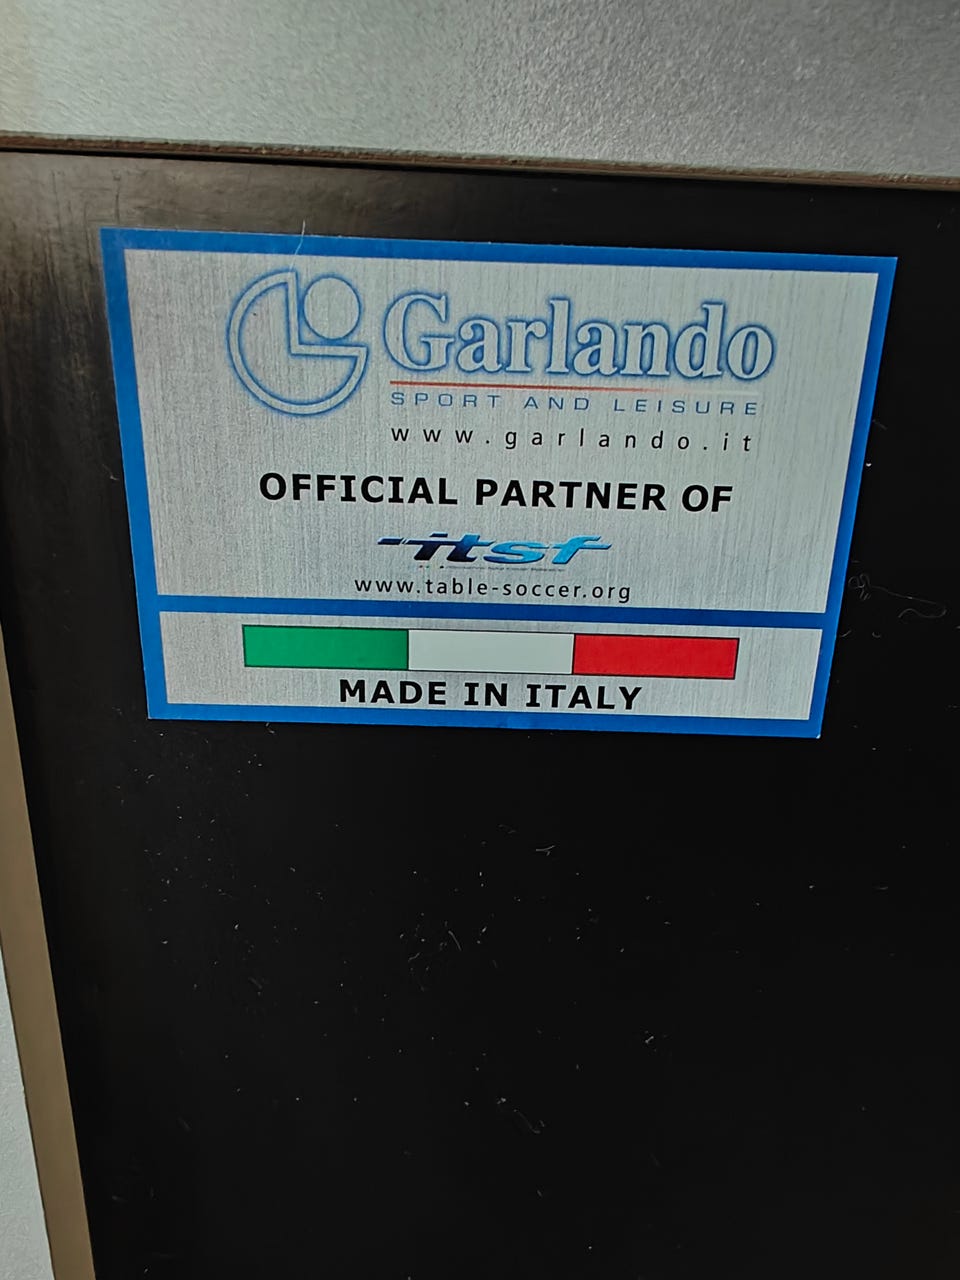 Garlando
SPORT AND LEISURE
www.garlando.it
OFFICIAL PARTNER OF
itsf
www.table-soccer.org
MADE IN ITALY